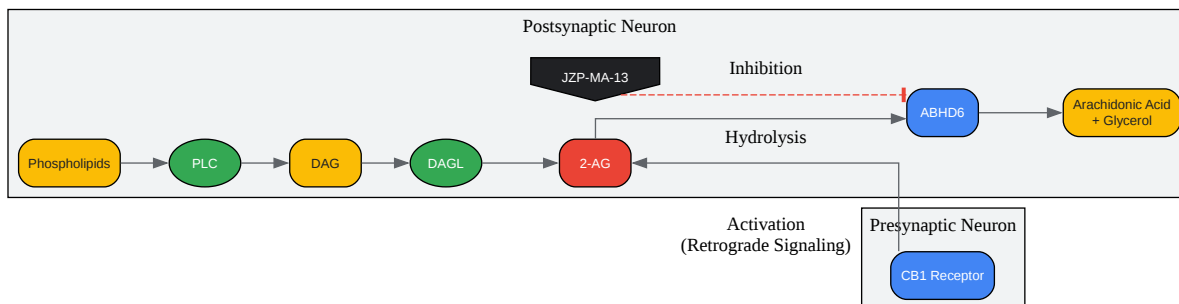 Postsynaptic Neuron
JZP-MA-13
Inhibition
ABHD6
Arachidonic Acid
+ Glycerol
Hydrolysis
Phospholipids
PLC
DAG
DAGL
2-AG
Activation
(Retrograde Signaling)
Presynaptic Neuron
CB1 Receptor